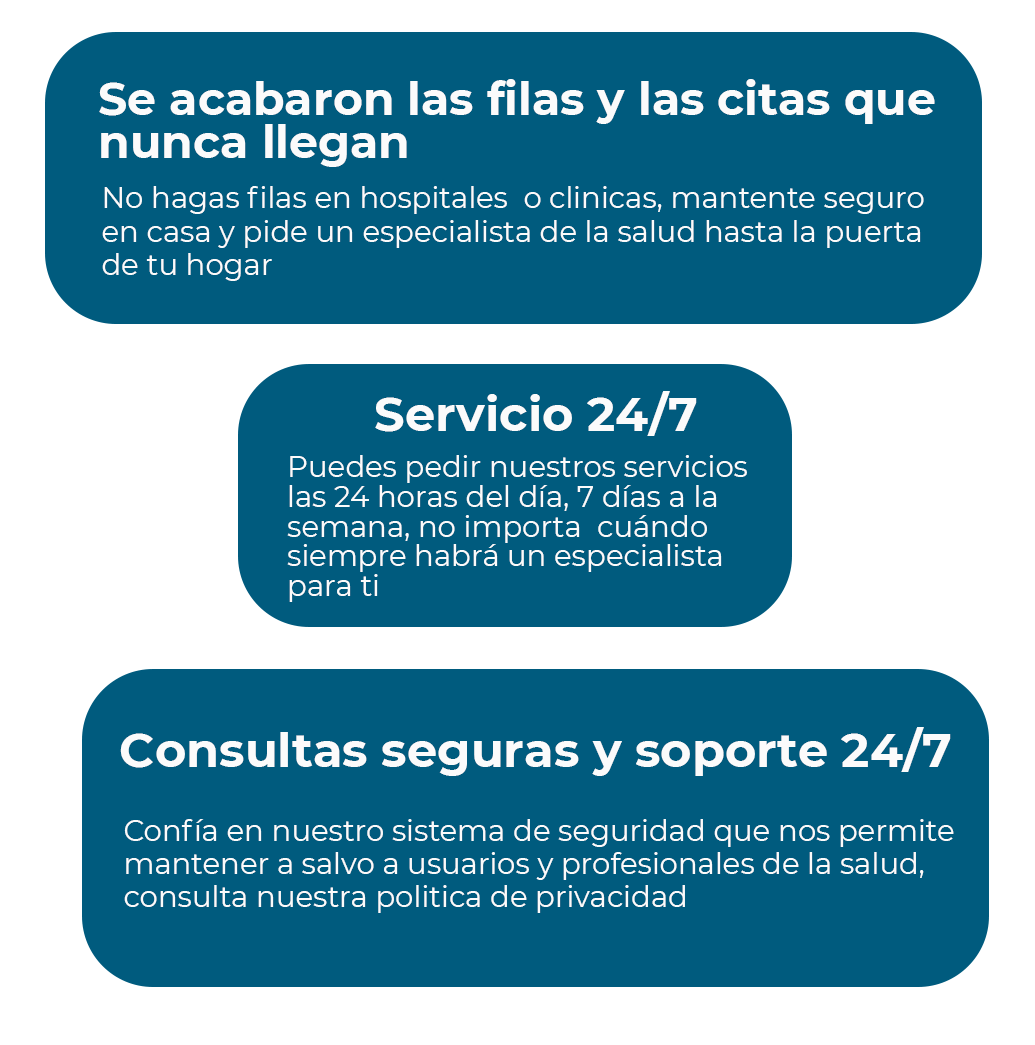 Se acabaron las filas y las citas que
nunca llegan
No hagas filas en hospitales  o clinicas, mantente seguro
en casa y pide un especialista de la salud hasta la puerta
de tu hogar
Servicio 24/7
Puedes pedir nuestros servicios
las 24 horas del día, 7 días a la
semana, no importa  cuándo
siempre habrá un especialista
para ti
Consultas seguras y soporte 24/7
Confía en nuestro sistema de seguridad que nos permite
mantener a salvo a usuarios y profesionales de la salud,
consulta nuestra politica de privacidad